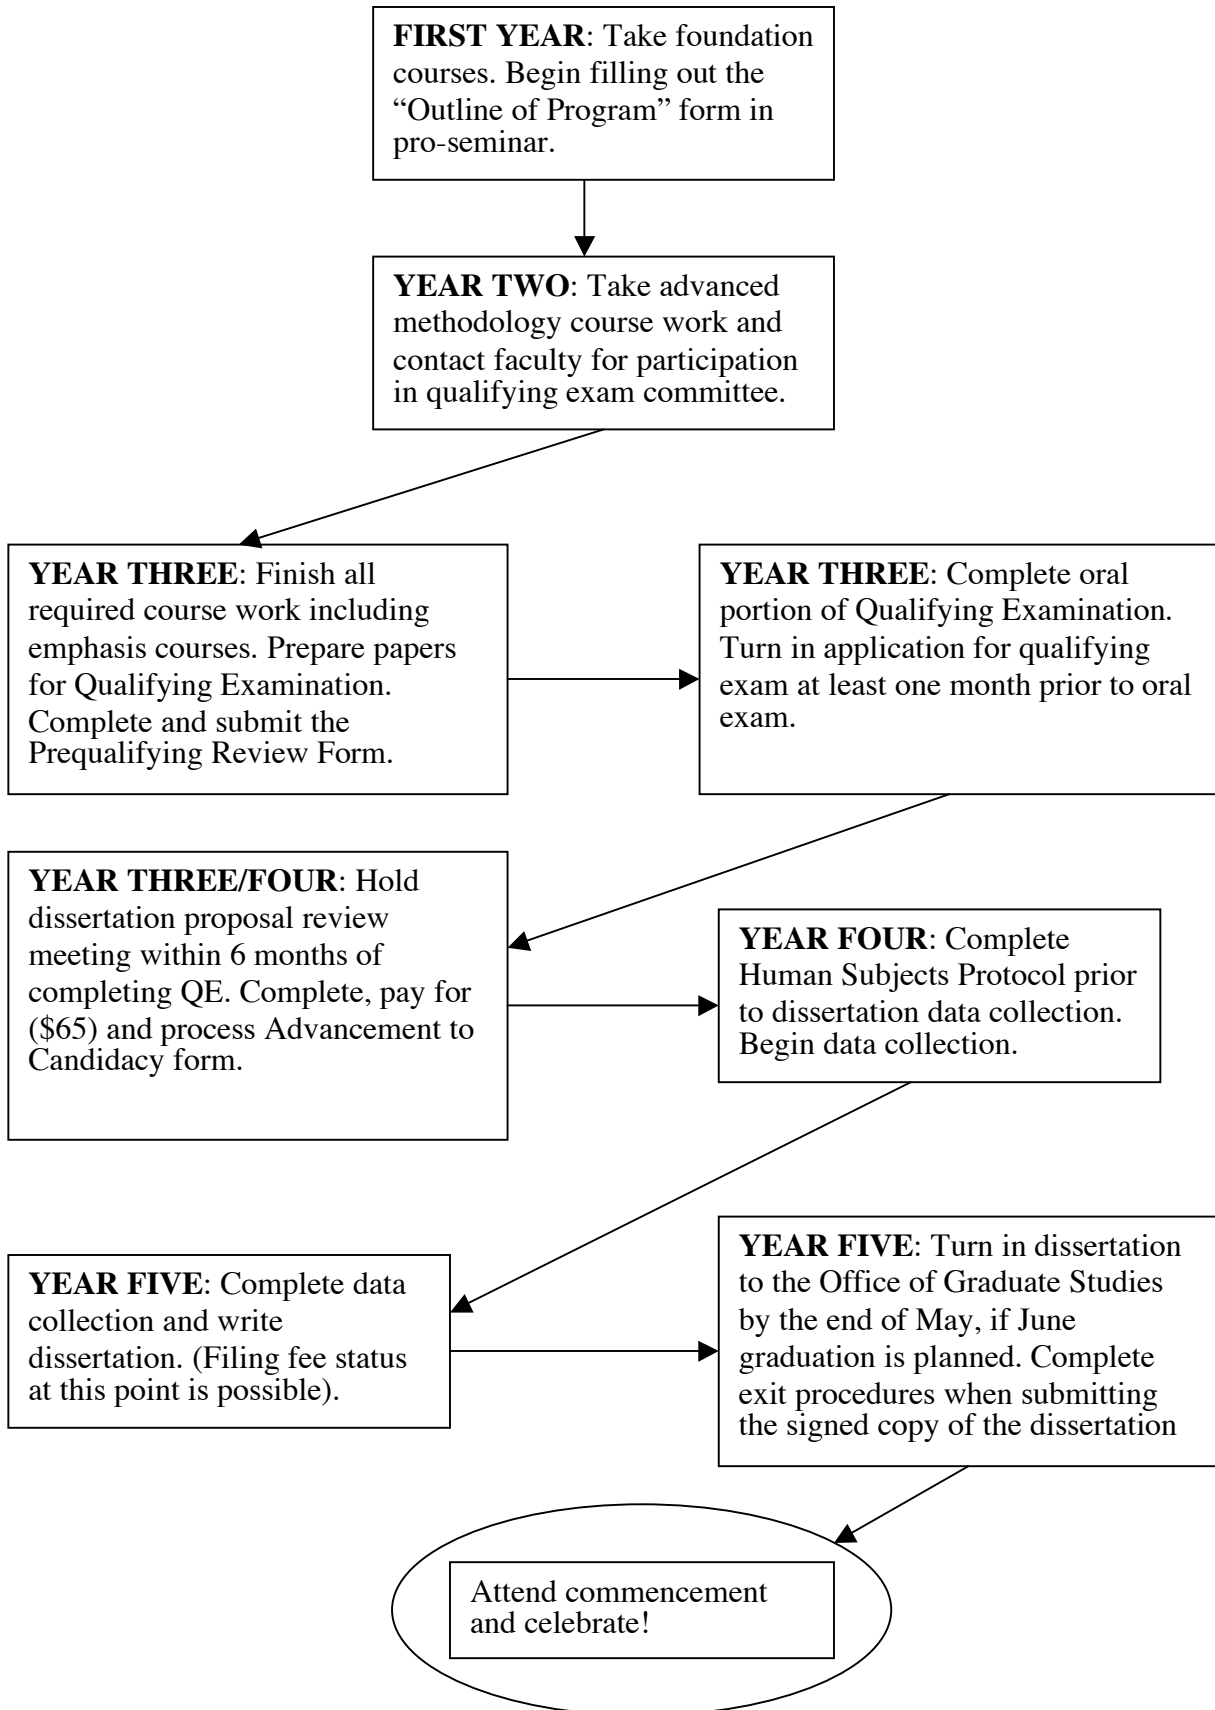 FIRST YEAR: Take foundation
courses. Begin filling out the
“Outline of Program” form in
pro-seminar.
YEAR TWO: Take advanced
methodology course work and
contact faculty for participation
in qualifying exam committee.
YEAR THREE: Finish all
required course work including
emphasis courses. Prepare papers
for Qualifying Examination.
Complete and submit the
Prequalifying Review Form.
YEAR THREE: Complete oral
portion of Qualifying Examination.
Turn in application for qualifying
exam at least one month prior to oral
exam.
YEAR THREE/FOUR: Hold
dissertation proposal review
meeting within 6 months of
completing QE. Complete, pay for
($65) and process Advancement to
Candidacy form.
YEAR FOUR: Complete
Human Subjects Protocol prior
to dissertation data collection.
Begin data collection.
YEAR FIVE: Complete data
collection and write
dissertation. (Filing fee status
at this point is possible).
YEAR FIVE: Turn in dissertation
to the Office of Graduate Studies
by the end of May, if June
graduation is planned. Complete
exit procedures when submitting
the signed copy of the dissertation
Attend commencement
and celebrate!